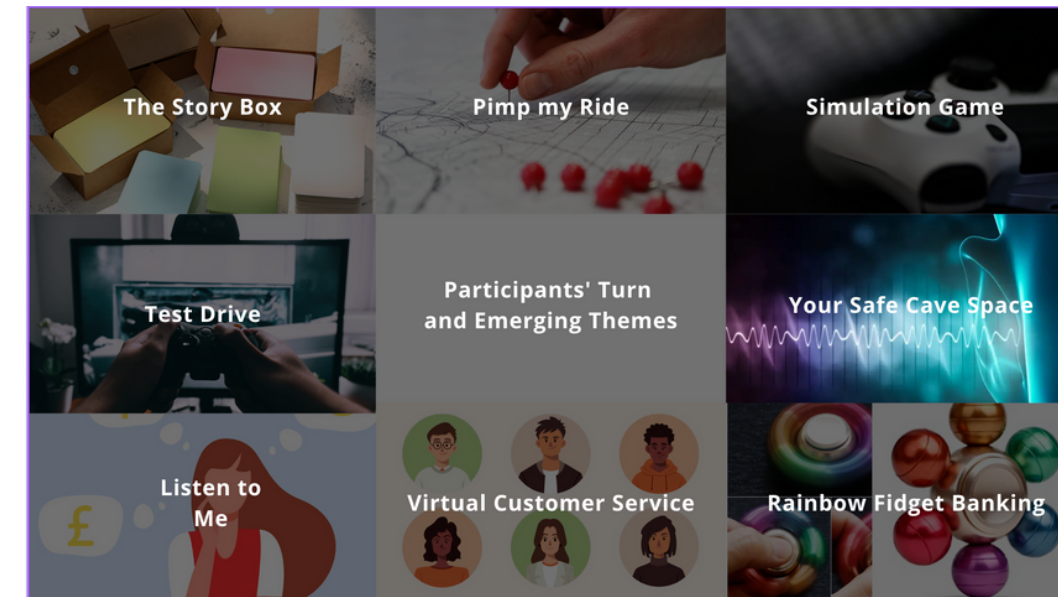 The Story Box
Pimp my Ride
Simulation Game
Test Drive
Participants' Turn
and Emerging Themes
Your Safe Cave Space
Listen to
Me
£
Virtual Customer Service
Rainbow Fidget Banking